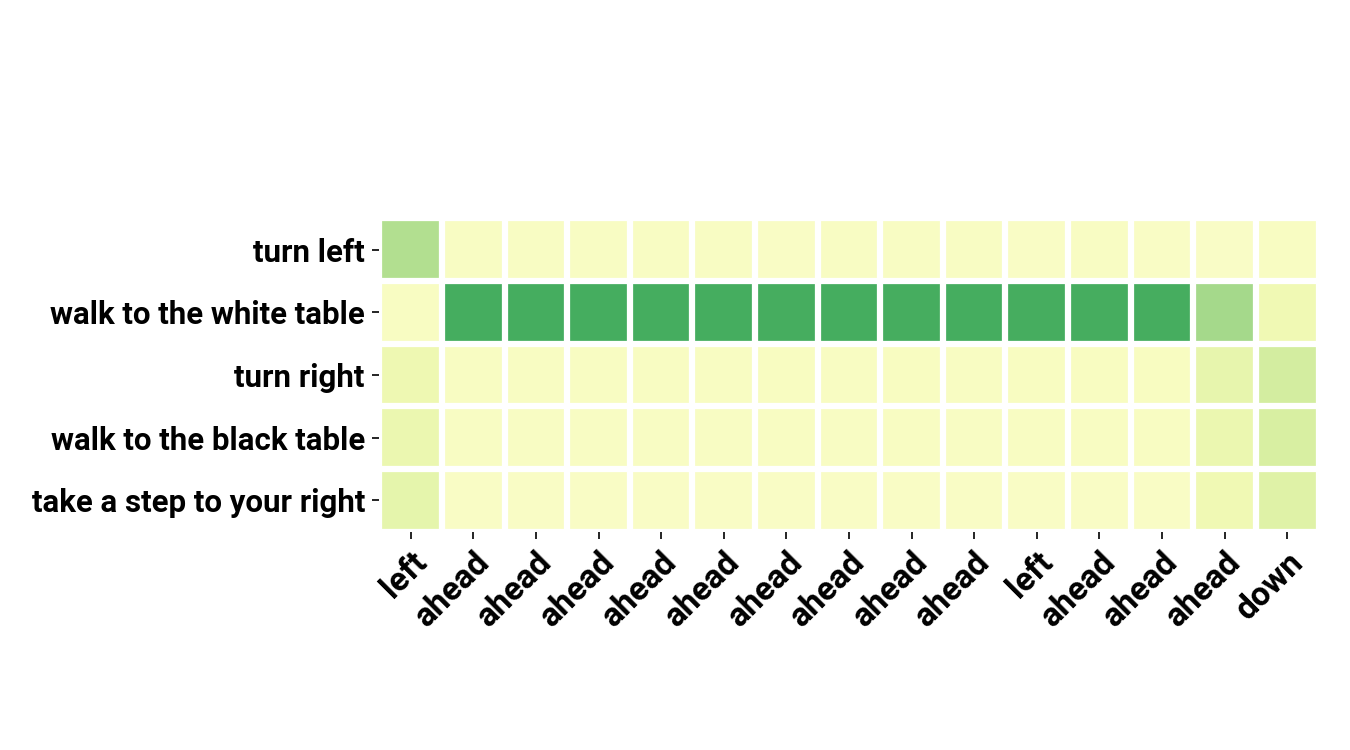 turn left
walk to the white table
turn right
walk to the black table
take a step to your right
left
ahead
ahead
ahead
ahead
ahead
ahead
ahead
ahead
ahead
left
ahead
ahead
ahead
down